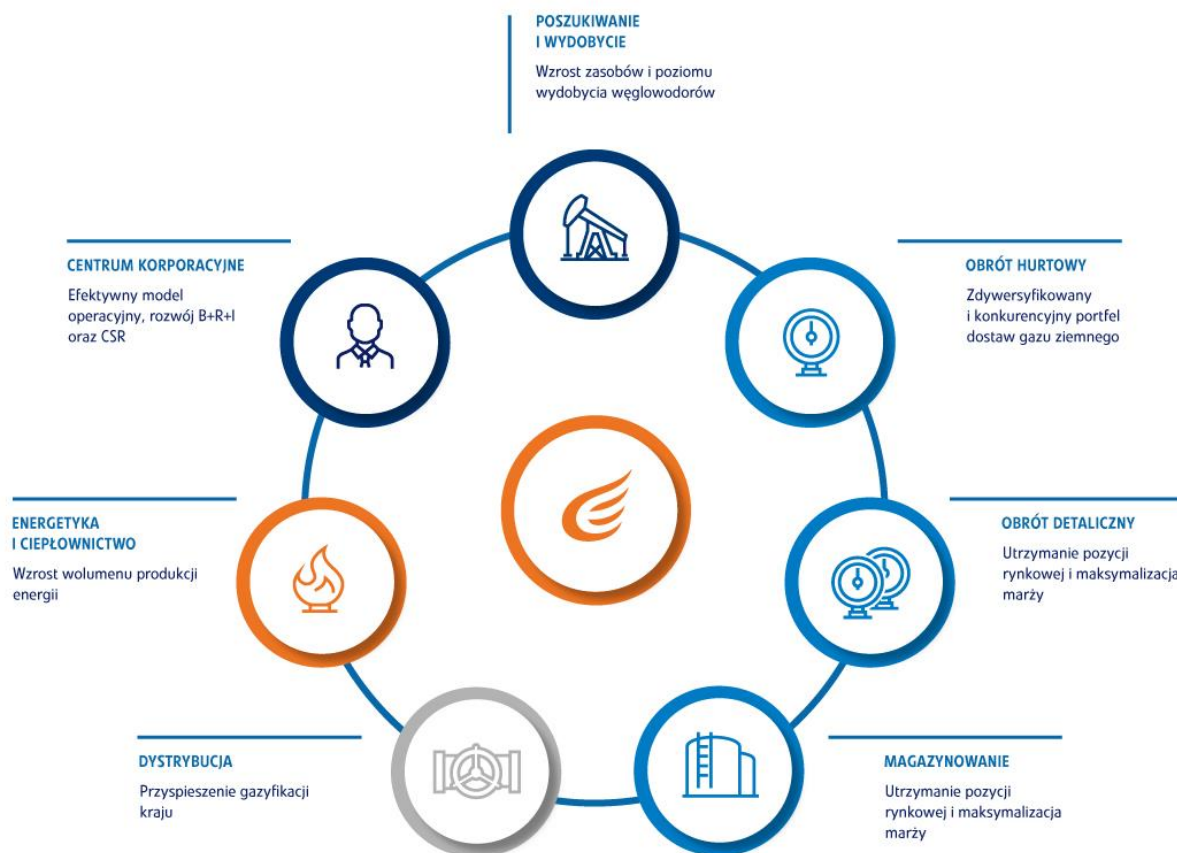 POSZUKIWANIE
I WYDOBYCIE
Wzrost zasobów i poziomu
wydobycia węglowodorów
CENTRUM KORPORACYJNE
Efektywny model
operacyjny, rozwój B+R+I
oraz CSR
OBRÓT HURTOWY
Zdywersyfikowany
i konkurencyjny portfel
dostaw gazu ziemnego
ENERGETYKA
I CIEPŁOWNICTWO
Wzrost wolumenu produkcji
energii
OBRÓT DETALICZNY
Utrzymanie pozycji
rynkowej i maksymalizacja
marży
DYSTRYBUCJA
Przyspieszenie gazyfikacji
kraju
MAGAZYNOWANIE
Utrzymanie pozycji
rynkowej i maksymalizacja
marży